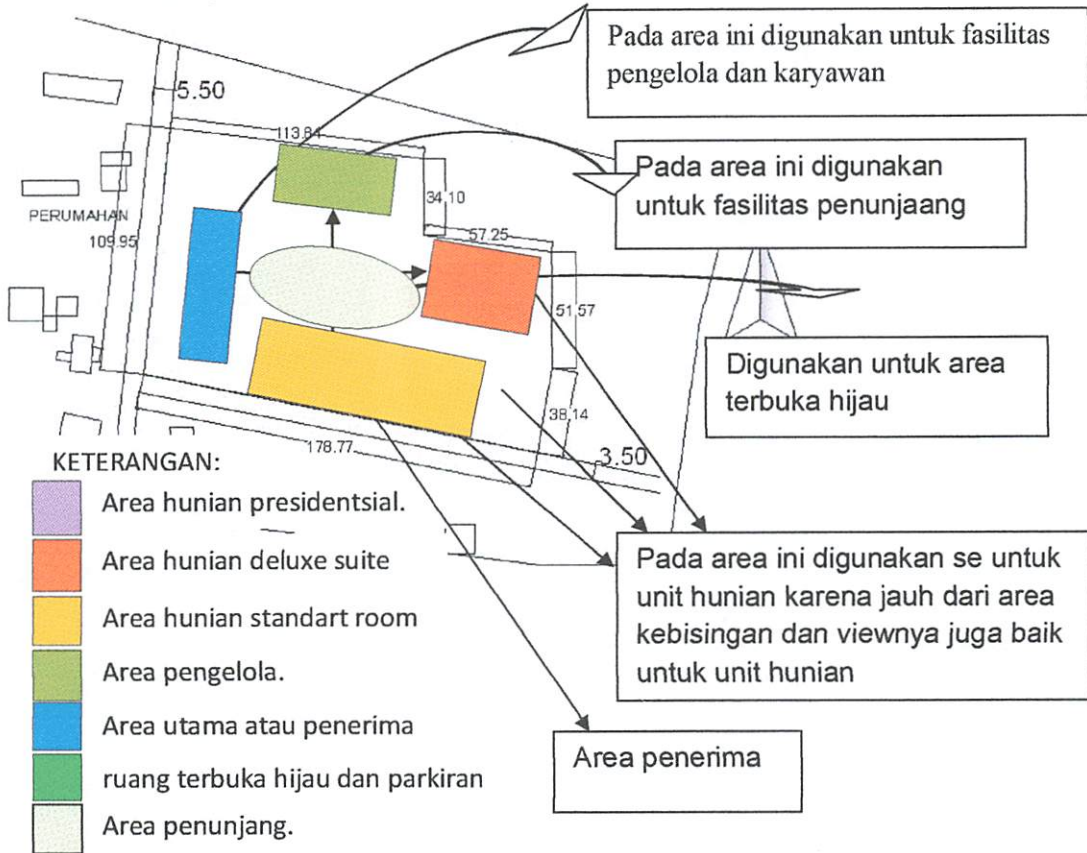 Pada area ini digunakan untuk fasilitas
pengelola dan karyawan
5.50
113.84
Pada area ini digunakan
untuk fasilitas penunjaang
34.10
PERUMAHAN
109.95
57.25
51.57
Digunakan untuk area
terbuka hijau
38.14
178.77
3.50
KETERANGAN:
Area hunian presidentsial.
Area hunian deluxe suite
Area hunian standart room
Area pengelola.
Area utama atau penerima
ruang terbuka hijau dan parkiran
Area penunjang.
Pada area ini digunakan se untuk
unit hunian karena jauh dari area
kebisingan dan viewnya juga baik
untuk unit hunian
Area penerima